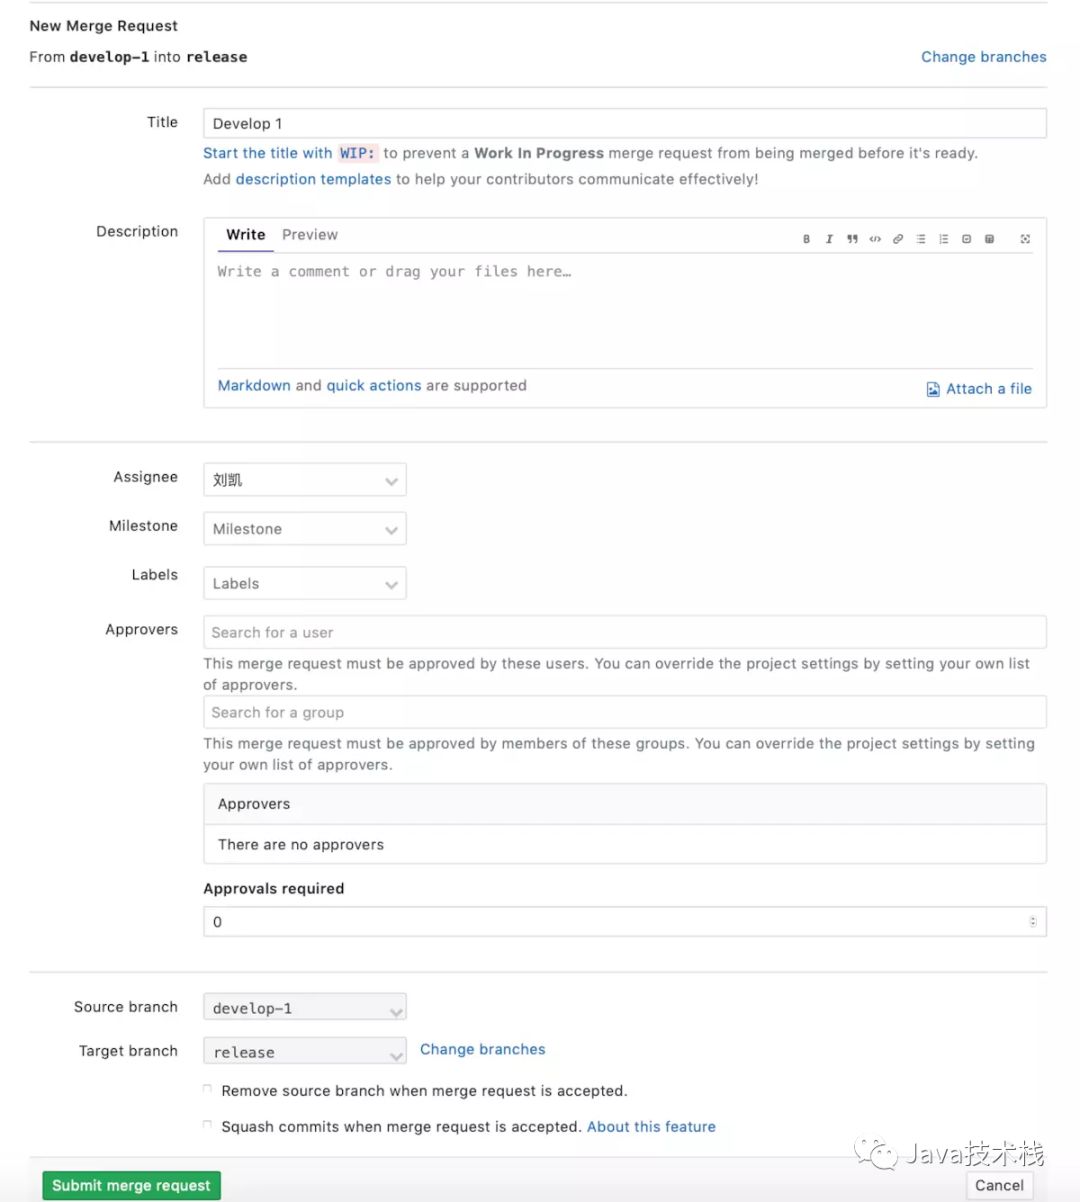 New Merge Request
From develop-1 into release
Change branches
Title
Develop 1
Start the title with WIP: to prevent a Work In Progress merge request from being merged before it's ready.
Add description templates to help your contributors communicate effectively!
Description
Write Preview
Write a comment or drag your files here…
Markdown and quick actions are supported
Attach a file
Assignee
刘凯
Milestone
Milestone
Labels
Labels
Approvers
Search for a user
This merge request must be approved by these users. You can override the project settings by setting your own list
of approvers.
Search for a group
This merge request must be approved by members of these groups. You can override the project settings by setting
your own list of approvers.
Approvers
There are no approvers
Approvals required
0
Source branch
develop-1
Target branch
release
Change branches
Remove source branch when merge request is accepted.
Squash commits when merge request is accepted. About this feature
Java技术栈
Submit merge request
Cancel